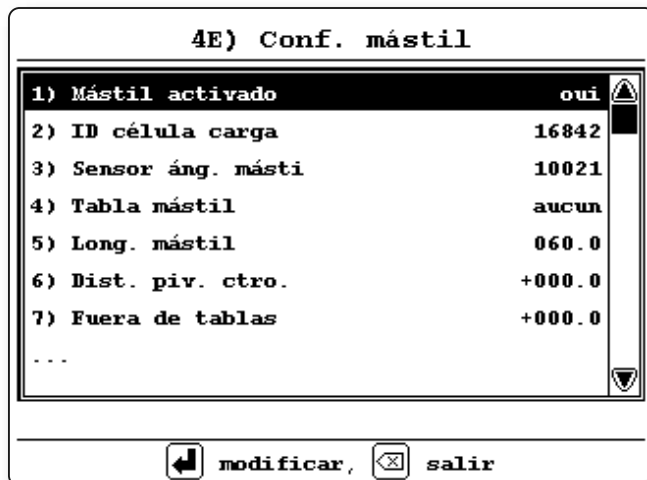 4E) Conf. mástil
1) Mástil activado oui
2) ID célula carga 16842
3) Sensor áng. másti 10021
4) Tabla mástil aucun
5) Long. mástil 060.0
6) Dist. piv. ctro. +000.0
7) Fuera de tablas +000.0
...
modificar, salir